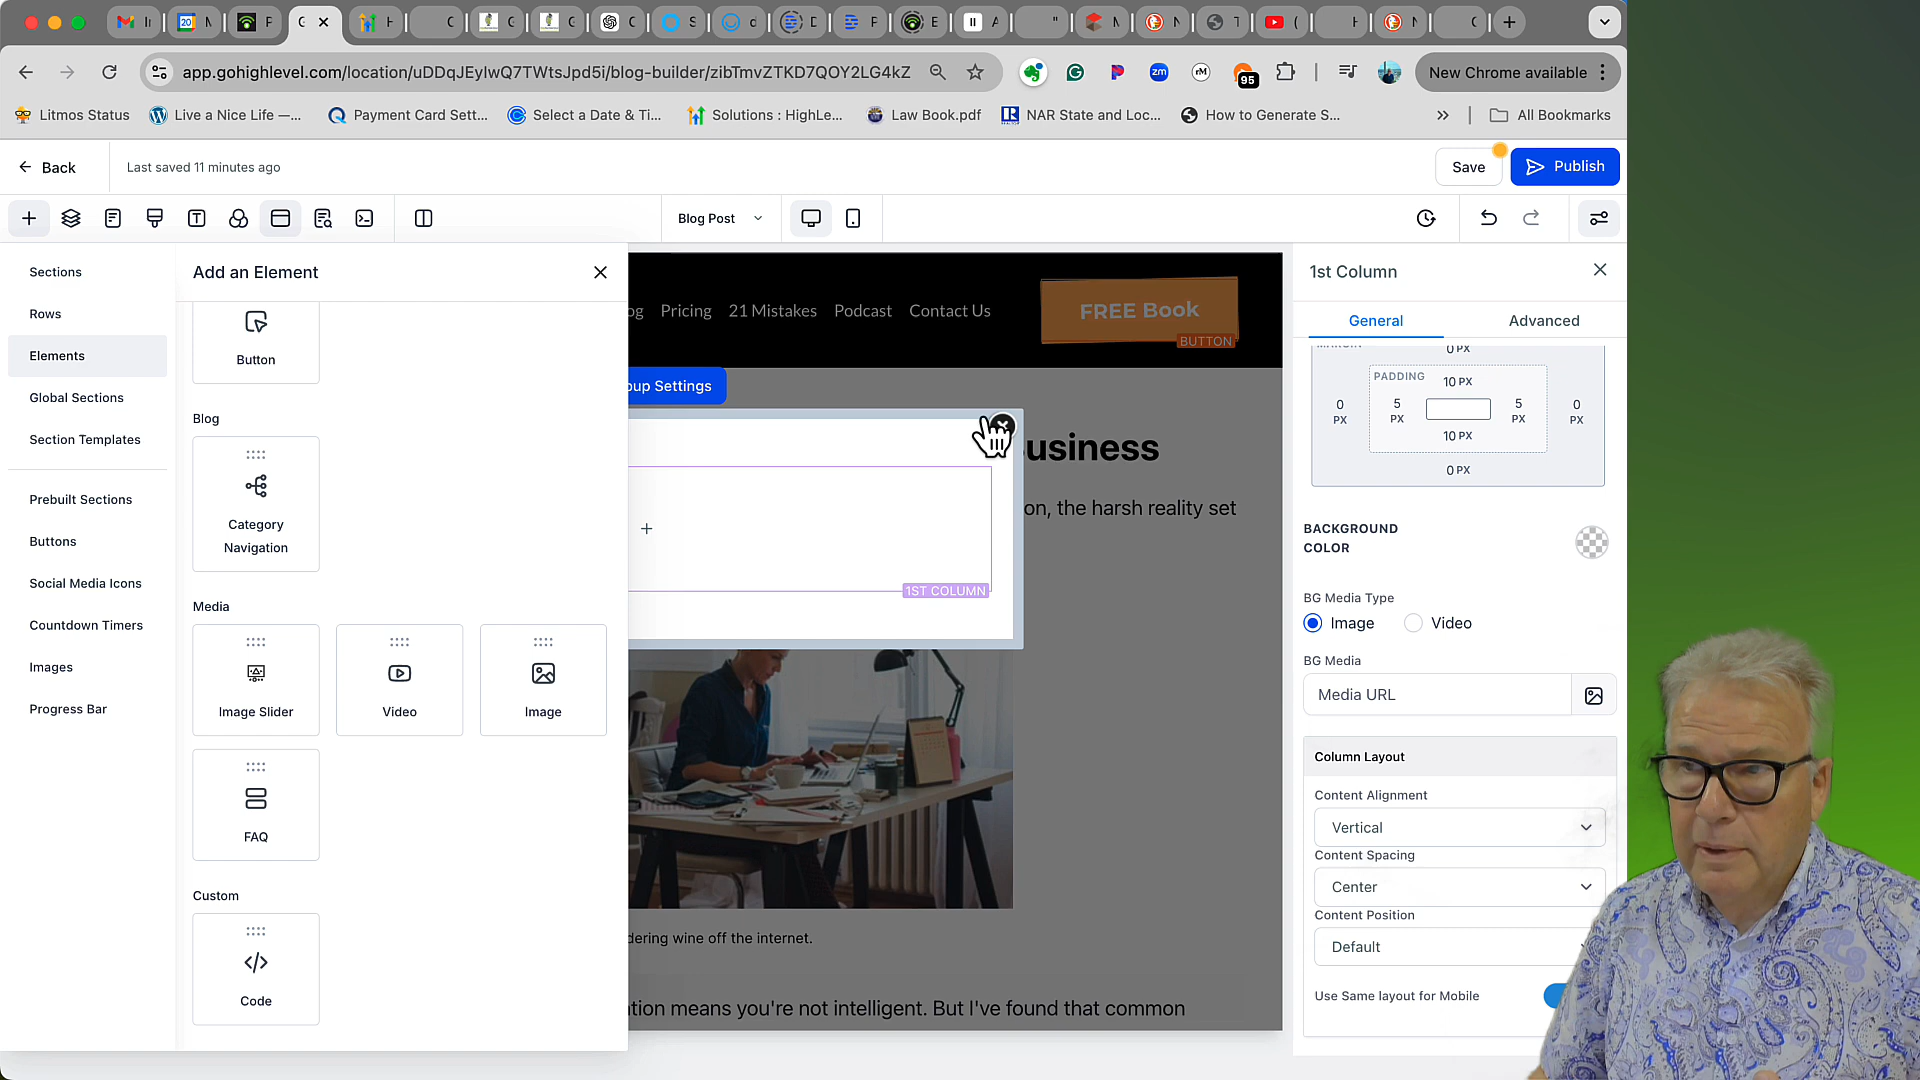 app.gohighlevel.com/location/uDDqJEyIwQ7TWtsJpd5i/blog-builder/zibTmvZTKD7QOY2LG4kZ
95
New Chrome available
Litmos Status
Live a Nice Life —...
Payment Card Sett...
Select a Date & Ti...
Solutions : HighLe...
Law Book.pdf
NAR State and Loc...
How to Generate S...
All Bookmarks
Back
Last saved 11 minutes ago
Save
Publish
Blog Post
Sections
Rows
Elements
Global Sections
Section Templates
Prebuilt Sections
Buttons
Social Media Icons
Countdown Timers
Images
Progress Bar
Add an Element
Button
Blog
Category
Navigation
Media
Image Slider
Video
Image
FAQ
Custom
Code
og
Pricing
21 Mistakes
Podcast
Contact Us
FREE Book
BUTTON
pup Settings
usiness
on, the harsh reality set
1ST COLUMN
dering wine off the internet.
tion means you're not intelligent. But I've found that common
1st Column
General
Advanced
MARGIN
0 PX
PADDING
10 PX
0
PX
5
PX
5
PX
0
PX
10 PX
0 PX
BACKGROUND
COLOR
BG Media Type
Image
Video
BG Media
Media URL
Column Layout
Content Alignment
Vertical
Content Spacing
Center
Content Position
Default
Use Same layout for Mobile